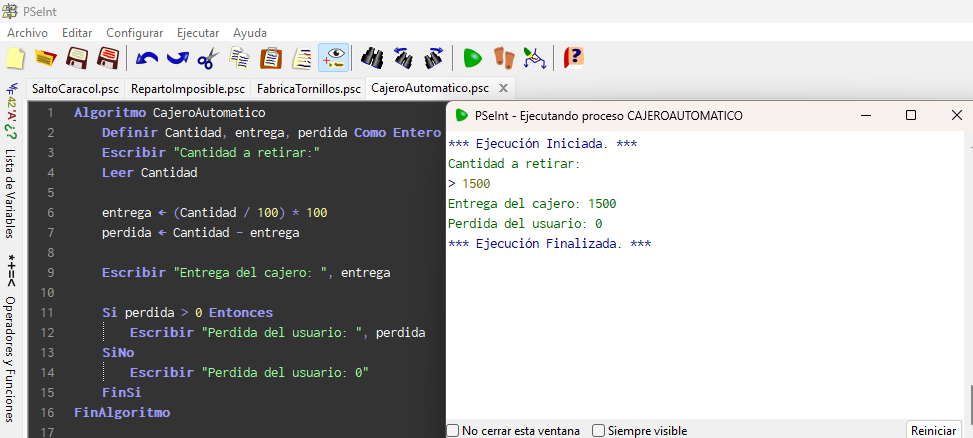 PSeInt
Archivo Editar Configurar Ejecutar Ayuda
SaltoCaracol.psc RepartoImposible.psc FabricaTornillos.psc CajeroAutomatico.psc
Lista de Variables
*+=< Operadores y Funciones
1 Algoritmo CajeroAutomatico
2 Definir Cantidad, entrega, perdida Como Entero
3 Escribir "Cantidad a retirar:"
4 Leer Cantidad
5
6 entrega ← (Cantidad / 100) * 100
7 perdida ← Cantidad - entrega
8
9 Escribir "Entrega del cajero: ", entrega
10
11 Si perdida > 0 Entonces
12 Escribir "Perdida del usuario: ", perdida
13 SiNo
14 Escribir "Perdida del usuario: 0"
15 FinSi
16 FinAlgoritmo
17
PSeInt - Ejecutando proceso CAJEROAUTOMATICO
*** Ejecución Iniciada. ***
Cantidad a retirar:
> 1500
Entrega del cajero: 1500
Perdida del usuario: 0
*** Ejecución Finalizada. ***
No cerrar esta ventana Siempre visible Reiniciar